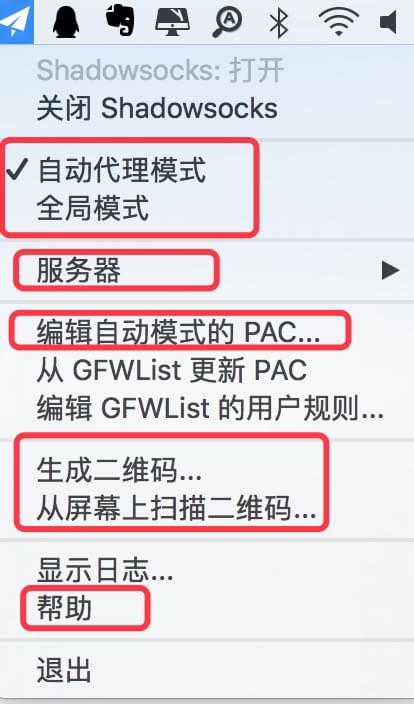 Shadowsocks: 打开
关闭 Shadowsocks
自动代理模式
全局模式
服务器
编辑自动模式的 PAC...
从 GFWList 更新 PAC
编辑 GFWList 的用户规则...
生成二维码...
从屏幕上扫描二维码...
显示日志...
帮助
退出